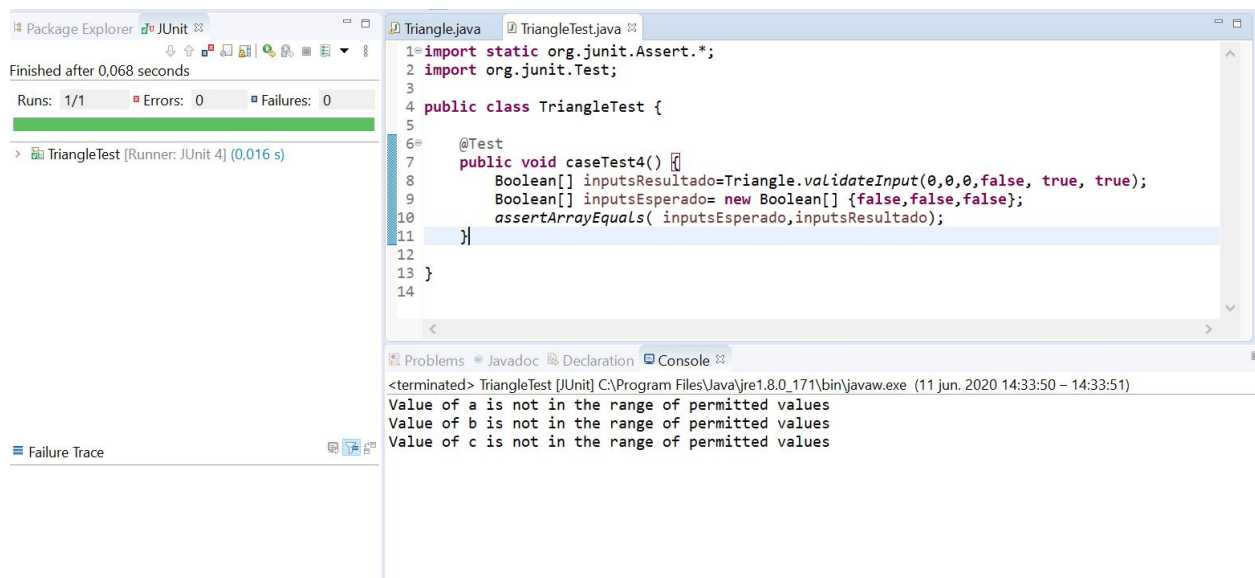 Package Explorer JUnit
Finished after 0,068 seconds
Runs: 1/1 Errors: 0 Failures: 0
TriangleTest [Runner: JUnit 4] (0,016 s)
Failure Trace
Triangle.java TriangleTest.java
1 import static org.junit.Assert.*;
2 import org.junit.Test;
3
4 public class TriangleTest {
5
6 @Test
7 public void caseTest4() {
8 Boolean[] inputsResultado=Triangle.validateInput(0,0,0,false, true, true);
9 Boolean[] inputsEsperado= new Boolean[] {false,false,false};
10 assertArrayEquals( inputsEsperado,inputsResultado);
11 }
12
13 }
14
Problems Javadoc Declaration Console
<terminated> TriangleTest [JUnit] C:\Program Files\Java\jre1.8.0_171\bin\javaw.exe (11 jun. 2020 14:33:50 – 14:33:51)
Value of a is not in the range of permitted values
Value of b is not in the range of permitted values
Value of c is not in the range of permitted values